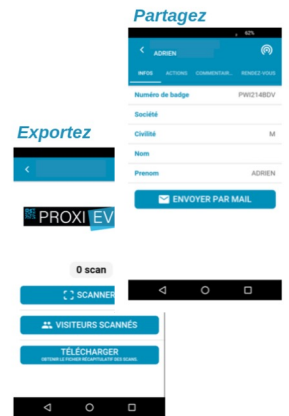 Partagez
62%
ADRIEN
INFOS ACTIONS COMMENTAIR... RENDEZ-VOUS
Numéro de badge PWI214BDV
Société
Civilité M
Nom
Prenom ADRIEN
ENVOYER PAR MAIL
Exportez
PROXI EV
0 scan
SCANNER
VISITEURS SCANNÉS
TÉLÉCHARGER
OBTENIR LE FICHIER RÉCAPITULATIF DES SCANS